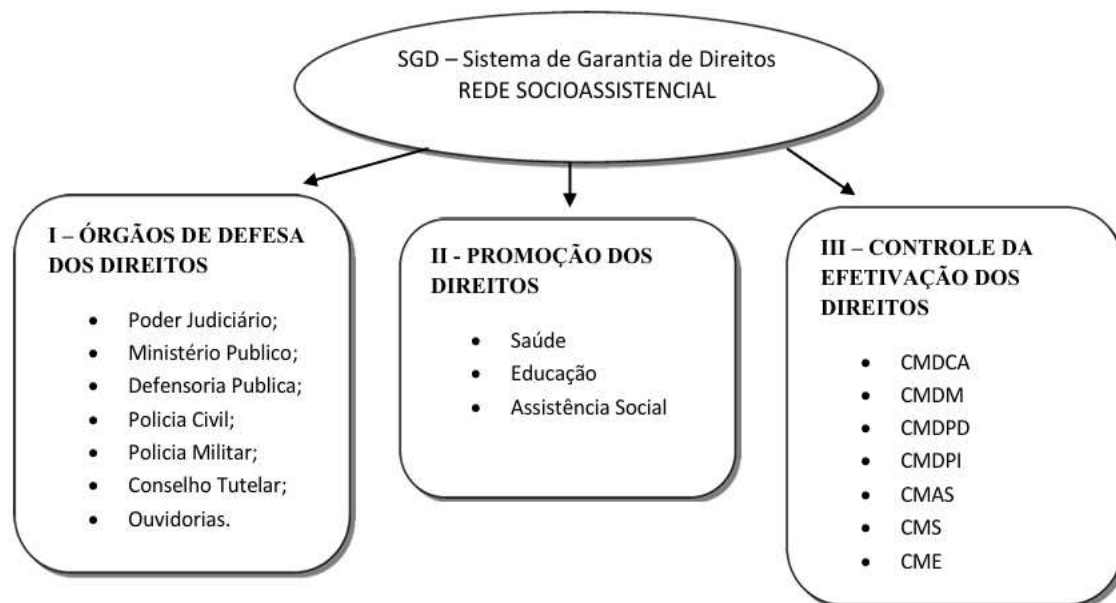 SGD – Sistema de Garantia de Direitos
REDE SOCIOASSISTENCIAL
I – ÓRGÃOS DE DEFESA
DOS DIREITOS
• Poder Judiciário;
• Ministério Publico;
• Defensoria Publica;
• Policia Civil;
• Policia Militar;
• Conselho Tutelar;
• Ouvidorias.
II - PROMOÇÃO DOS
DIREITOS
• Saúde
• Educação
• Assistência Social
III – CONTROLE DA
EFETIVAÇÃO DOS
DIREITOS
• CMDCA
• CMDM
• CMDPD
• CMDPI
• CMAS
• CMS
• CME